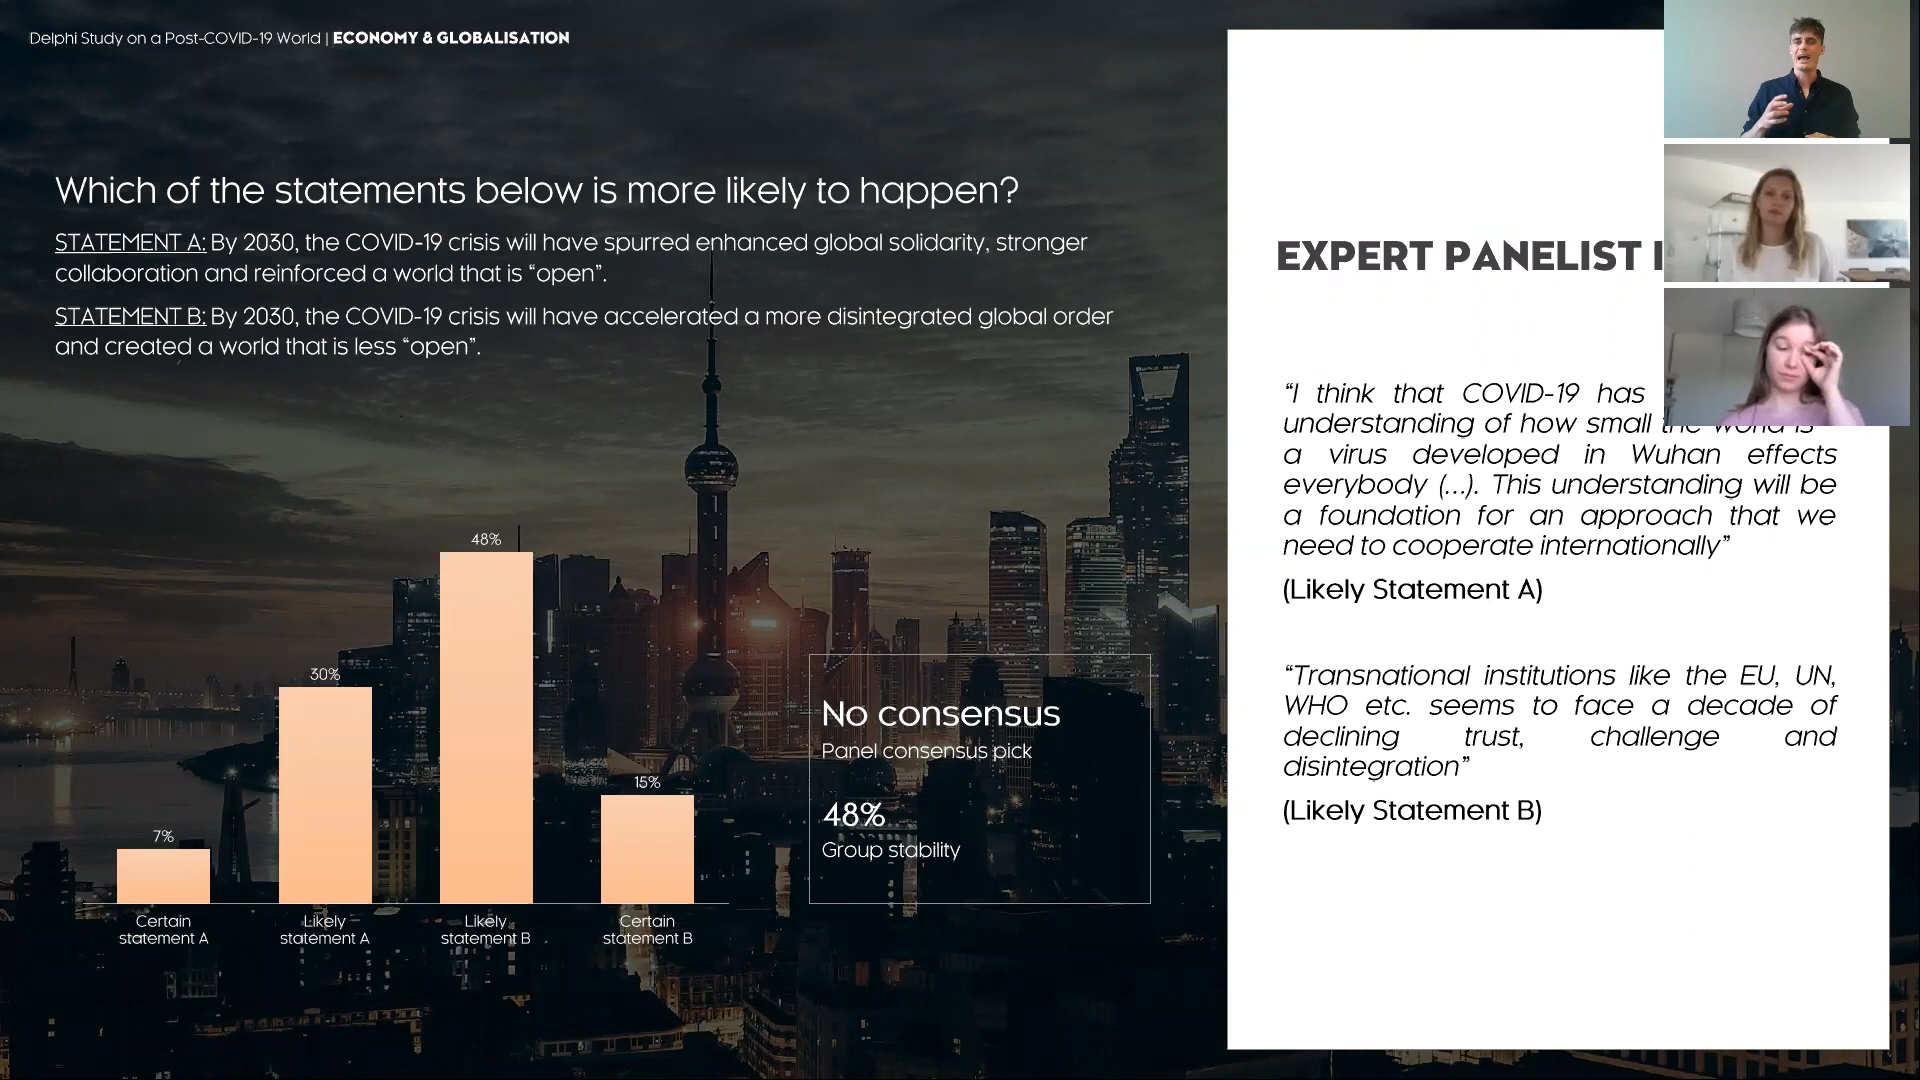 Delphi Study on a Post-COVID-19 World | ECONOMY & GLOBALISATION
Which of the statements below is more likely to happen?
STATEMENT A: By 2030, the COVID-19 crisis will have spurred enhanced global solidarity, stronger
collaboration and reinforced a world that is “open”.
STATEMENT B: By 2030, the COVID-19 crisis will have accelerated a more disintegrated global order
and created a world that is less “open”.
7%
30%
48%
15%
Certain
statement A
Likely
statement A
Likely
statement B
Certain
statement B
No consensus
Panel consensus pick
48%
Group stability
EXPERT PANELIST
“I think that COVID-19 has
understanding of how small the world is
a virus developed in Wuhan effects
everybody (...). This understanding will be
a foundation for an approach that we
need to cooperate internationally”
(Likely Statement A)
“Transnational institutions like the EU, UN,
WHO etc. seems to face a decade of
declining trust, challenge and
disintegration”
(Likely Statement B)